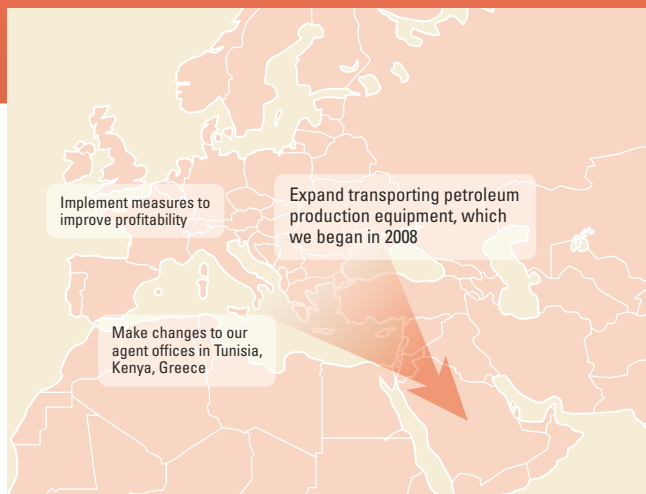 Implement measures to
improve profitability
Expand transporting petroleum
production equipment, which
we began in 2008
Make changes to our
agent offices in Tunisia,
Kenya, Greece